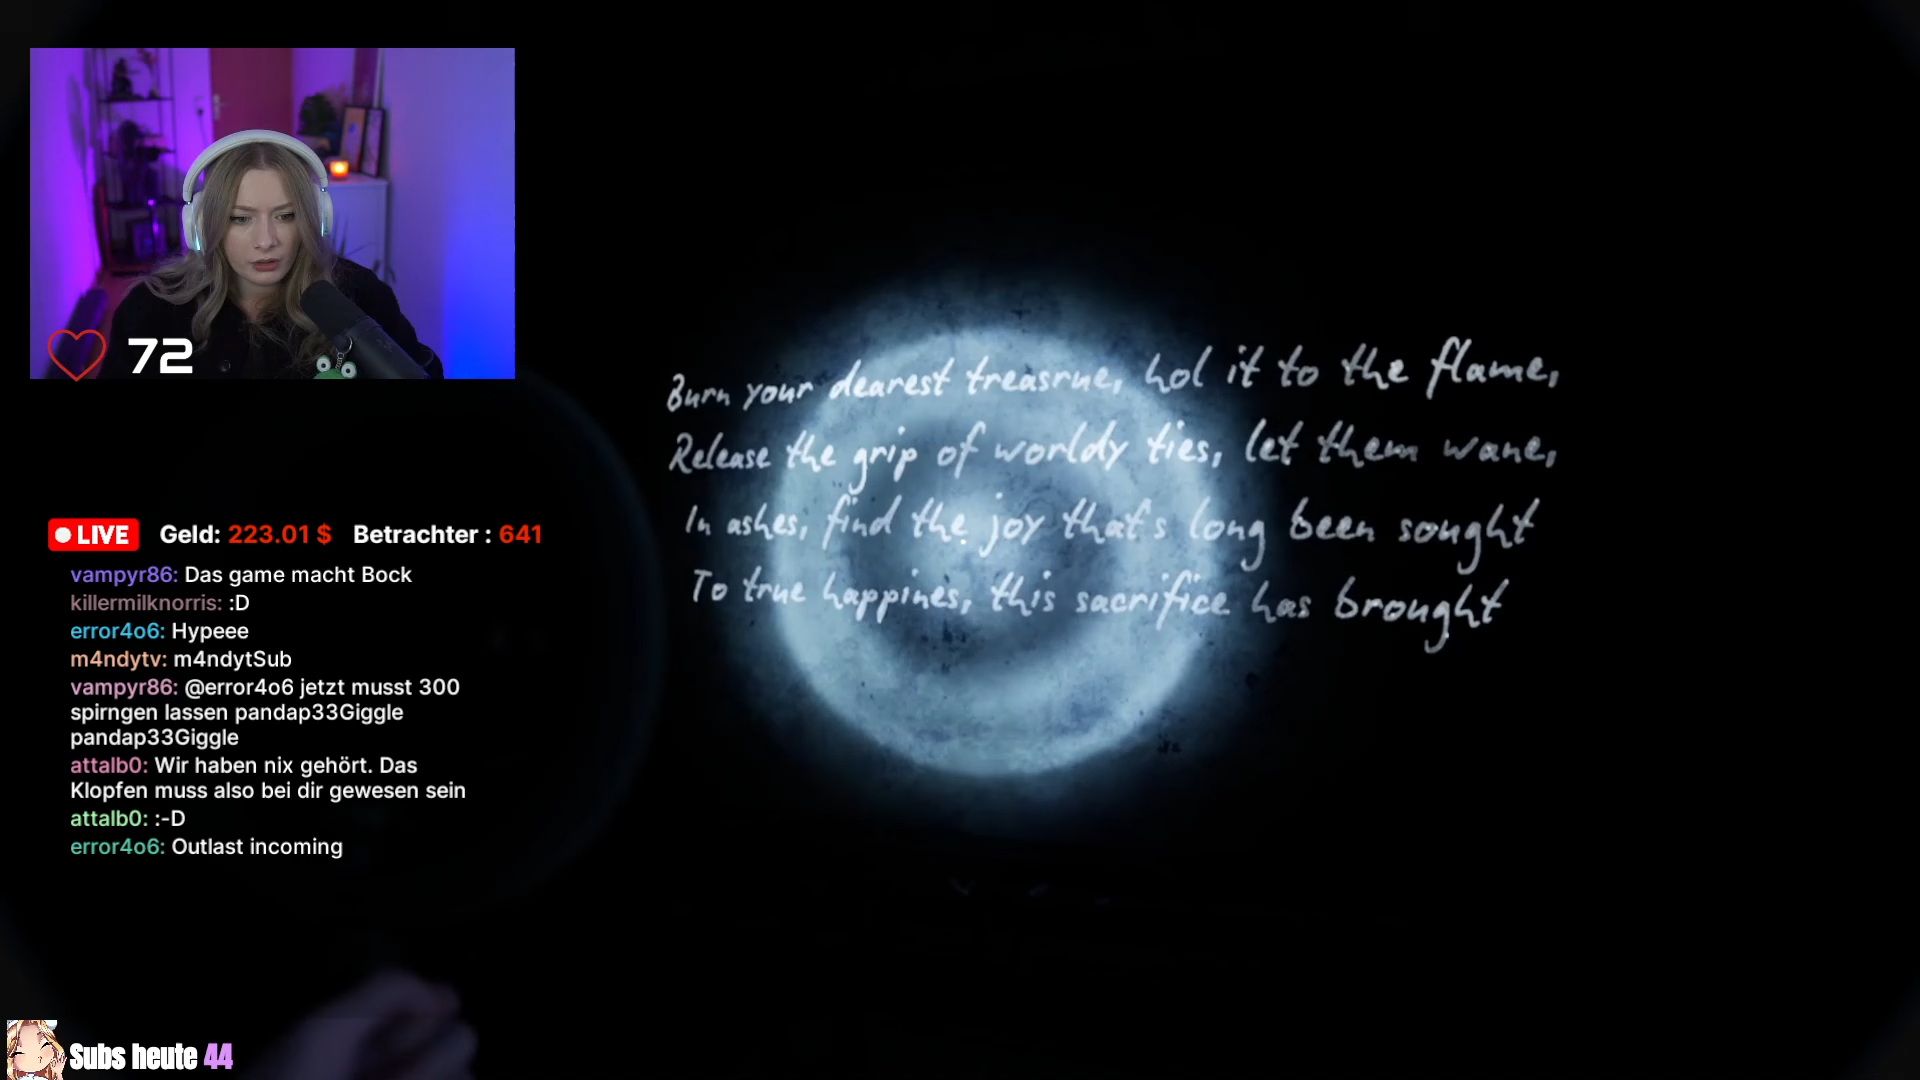 72
Burn your dearest treasrue, hol it to the flame,
Release the grip of worldy ties, let them wane,
In ashes, find the joy that's long been sought
To true happines, this sacrifice has brought
LIVE Geld: 223.01 $ Betrachter : 641
vampyr86: Das game macht Bock
killermilknorris: :D
error4o6: Hypeee
m4ndytv: m4ndytSub
vampyr86: @error4o6 jetzt musst 300
spirngen lassen pandap33Giggle
pandap33Giggle
attalb0: Wir haben nix gehört. Das
Klopfen muss also bei dir gewesen sein
attalb0: :-D
error4o6: Outlast incoming
Subs heute 44